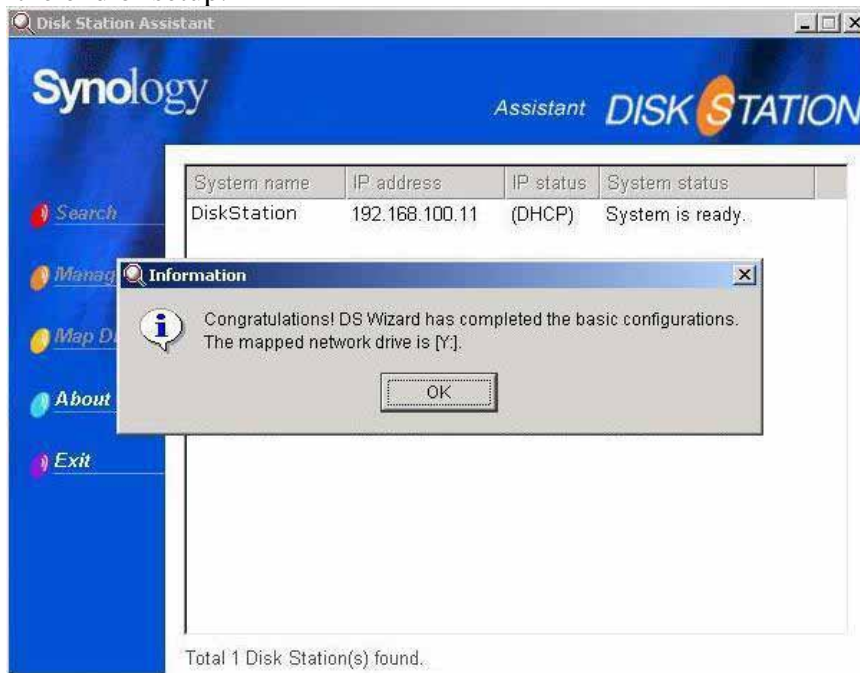 Disk Station Assistant
Synology
Assistant DISK STATION
System name IP address IP status System status
DiskStation 192.168.100.11 (DHCP) System is ready.
Search
Information
Congratulations! DS Wizard has completed the basic configurations.
The mapped network drive is [Y:].
OK
About
Exit
Total 1 Disk Station(s) found.